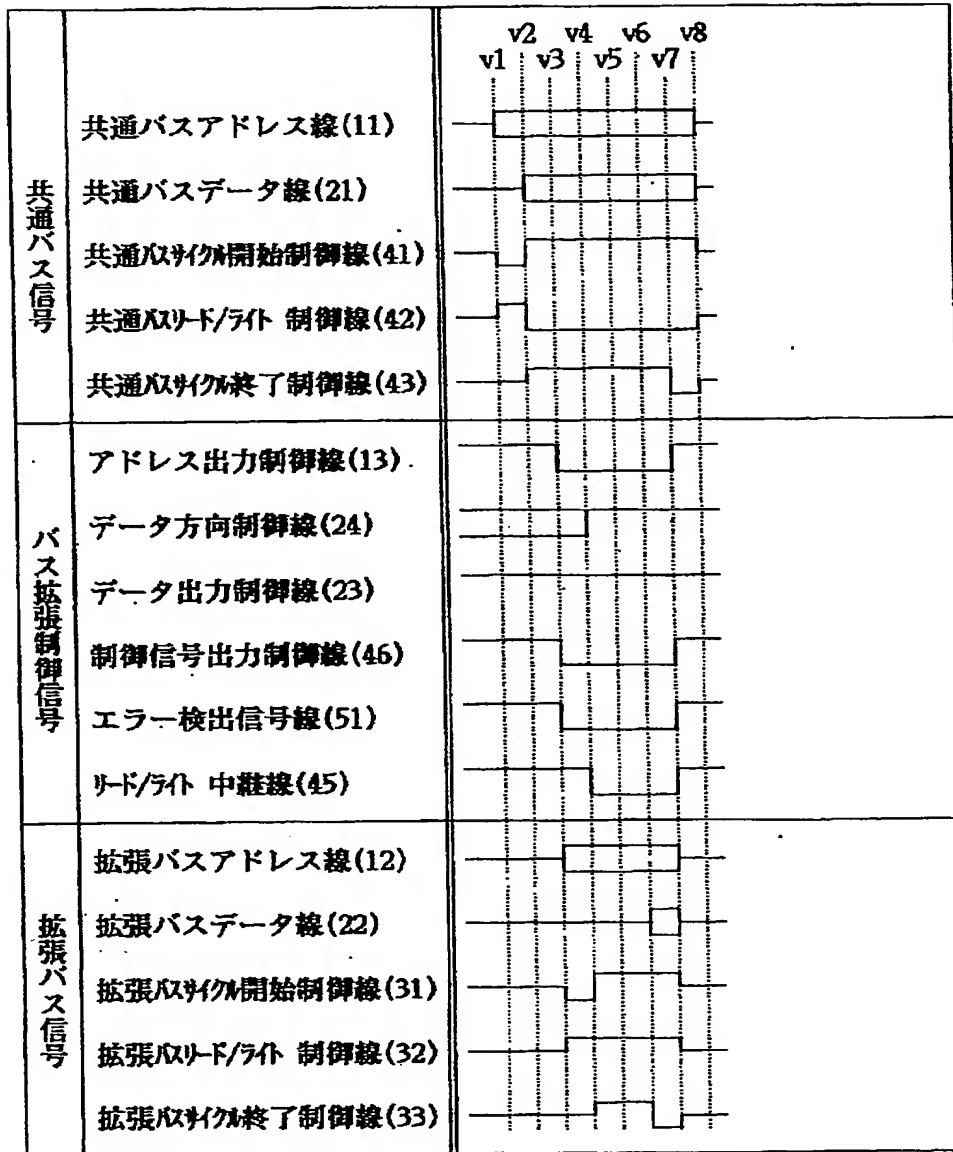 v2 v4 v6 v8
v1 v3 v5 v7
共通バス信号
共通バスアドレス線(11)
共通バスデータ線(21)
共通バスサイクル開始制御線(41)
共通バスリード/ライト 制御線(42)
共通バスサイクル終了制御線(43)
バス拡張制御信号
アドレス出力制御線(13)
データ方向制御線(24)
データ出力制御線(23)
制御信号出力制御線(46)
エラー検出信号線(51)
リード/ライト 中継線(45)
拡張バス信号
拡張バスアドレス線(12)
拡張バスデータ線(22)
拡張バスサイクル開始制御線(31)
拡張バスリード/ライト 制御線(32)
拡張バスサイクル終了制御線(33)